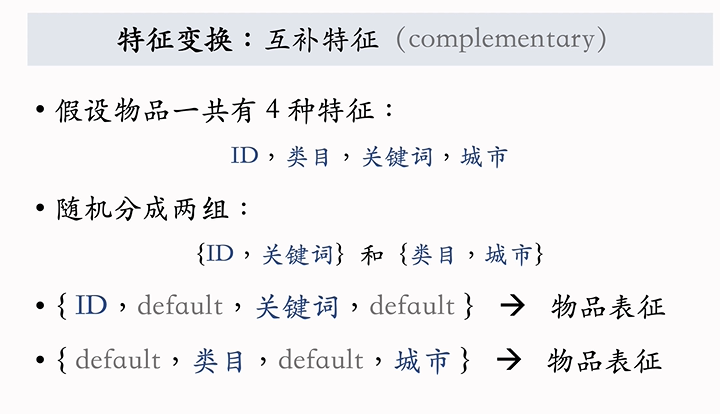 特征变换：互补特征（complementary）
• 假设物品一共有 4 种特征：
ID，类目，关键词，城市
• 随机分成两组：
{ID，关键词} 和 {类目，城市}
• { ID，default，关键词，default } → 物品表征
• { default，类目，default，城市 } → 物品表征